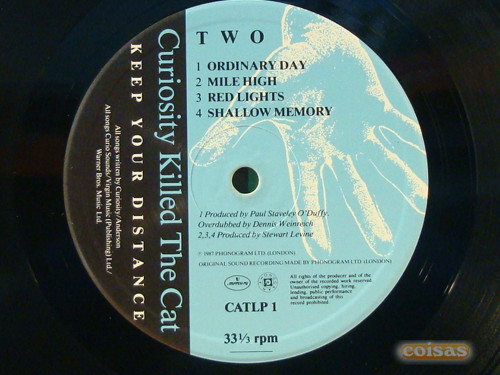 TWO
1 ORDINARY DAY
2 MILE HIGH
3 RED LIGHTS
4 SHALLOW MEMORY
Curiosity Killed The Cat
KEEP YOUR DISTANCE
All songs written by Curiosity/Anderson
All songs Curio Sounds/Virgin Music (Publishing) Ltd./
Warner Bros. Music Ltd.
1 Produced by Paul Staveley O'Duffy.
Overdubbed by Dennis Weinreich
2,3,4 Produced by Stewart Levine
℗ 1987 PHONOGRAM LTD (LONDON)
ORIGINAL SOUND RECORDING MADE BY PHONOGRAM LTD. (LONDON)
All rights of the producer and of the
owner of the recorded work reserved.
Unauthorised copying, hiring,
lending, public performance
and broadcasting of this
record prohibited.
CATLP 1
33⅓ rpm
coisas